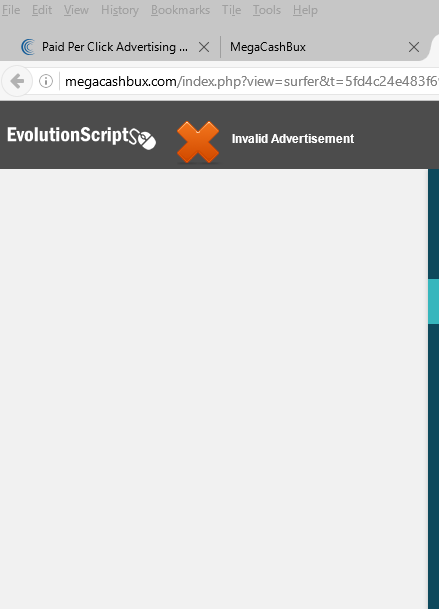 File Edit View History Bookmarks Tile Tools Help
Paid Per Click Advertising ... MegaCashBux
megacashbux.com/index.php?view=surfer&t=5fd4c24e483f6
EvolutionScript Invalid Advertisement